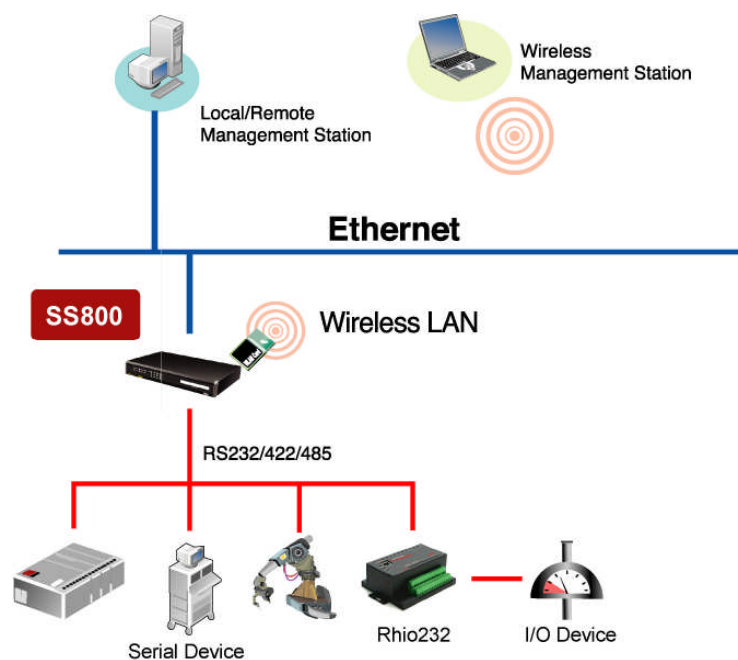 Wireless
Management Station
Local/Remote
Management Station
Ethernet
SS800
Wireless LAN
RS232/422/485
Rhio232
I/O Device
Serial Device